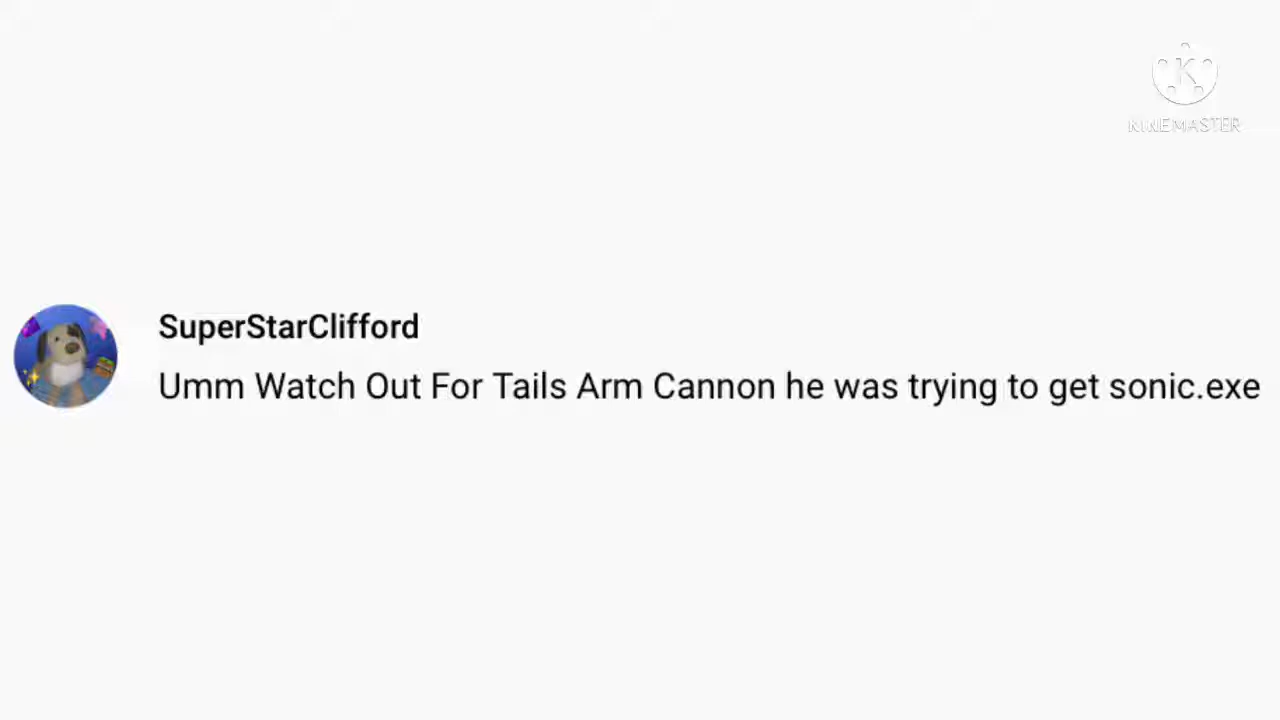 K
KINEMASTER
SuperStarClifford
Umm Watch Out For Tails Arm Cannon he was trying to get sonic.exe